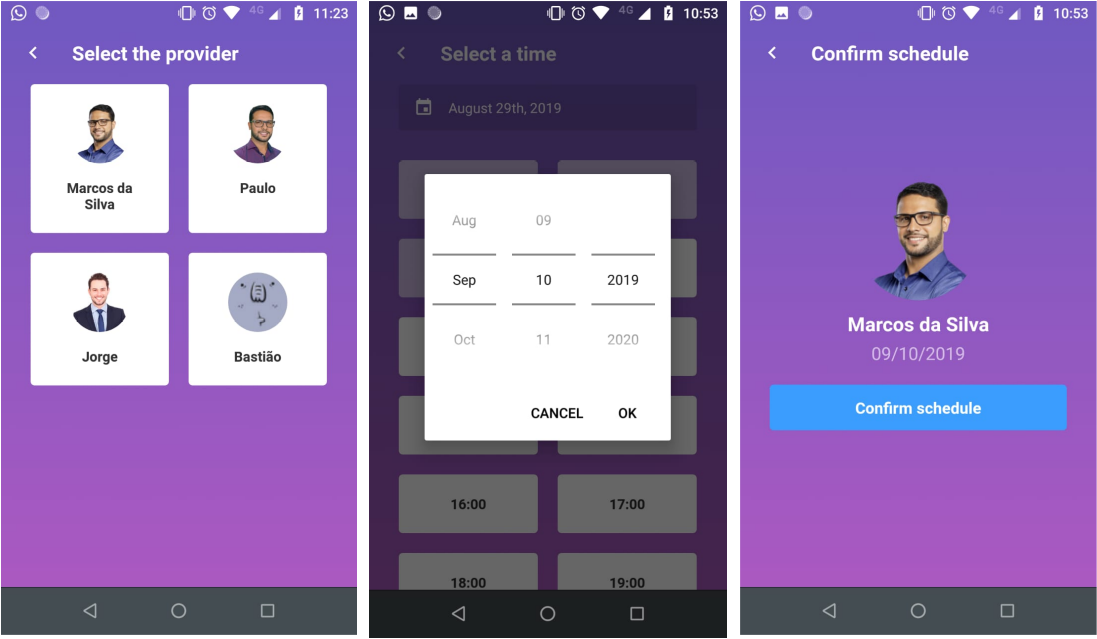 4G 11:23
Select the provider
Marcos da
Silva
Paulo
Jorge
Bastião
4G 10:53
Select a time
August 29th, 2019
Aug 09
Sep 10 2019
Oct 11 2020
CANCEL OK
16:00 17:00
18:00 19:00
4G 10:53
Confirm schedule
Marcos da Silva
09/10/2019
Confirm schedule